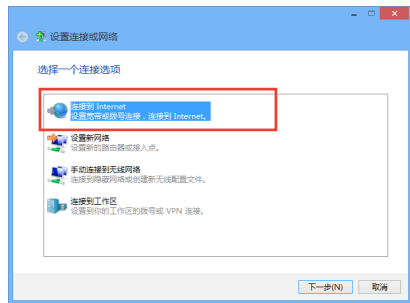 设置连接或网络
选择一个连接选项
连接到 Internet
设置宽带或拨号连接，连接到 Internet。
设置新网络
设置新的路由器或接入点。
手动连接到无线网络
连接到隐藏网络或创建新无线配置文件。
连接到工作区
设置到你的工作区的拨号或 VPN 连接。
下一步(N)
取消